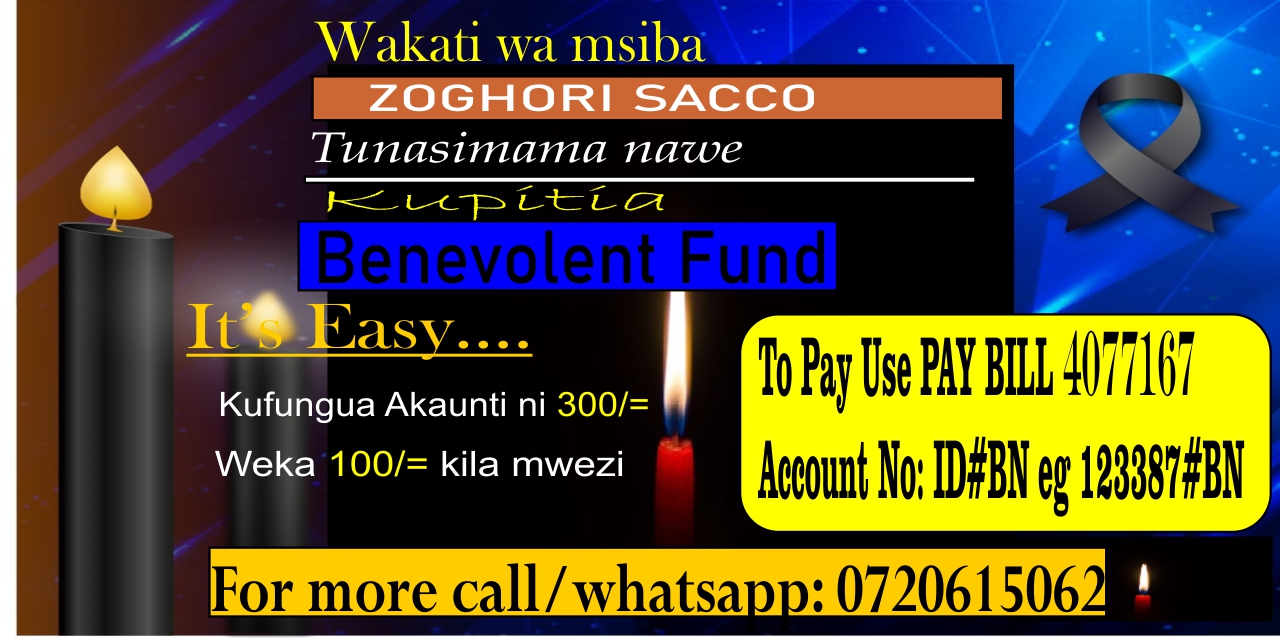 Wakati wa msiba
ZOGHORI SACCO
Tunasimama nawe
Kupitia
Benevolent Fund
It's Easy....
Kufungua Akaunti ni 300/=
Weka 100/= kila mwezi
To Pay Use PAY BILL 4077167
Account No: ID#BN eg 123387#BN
For more call/whatsapp: 0720615062